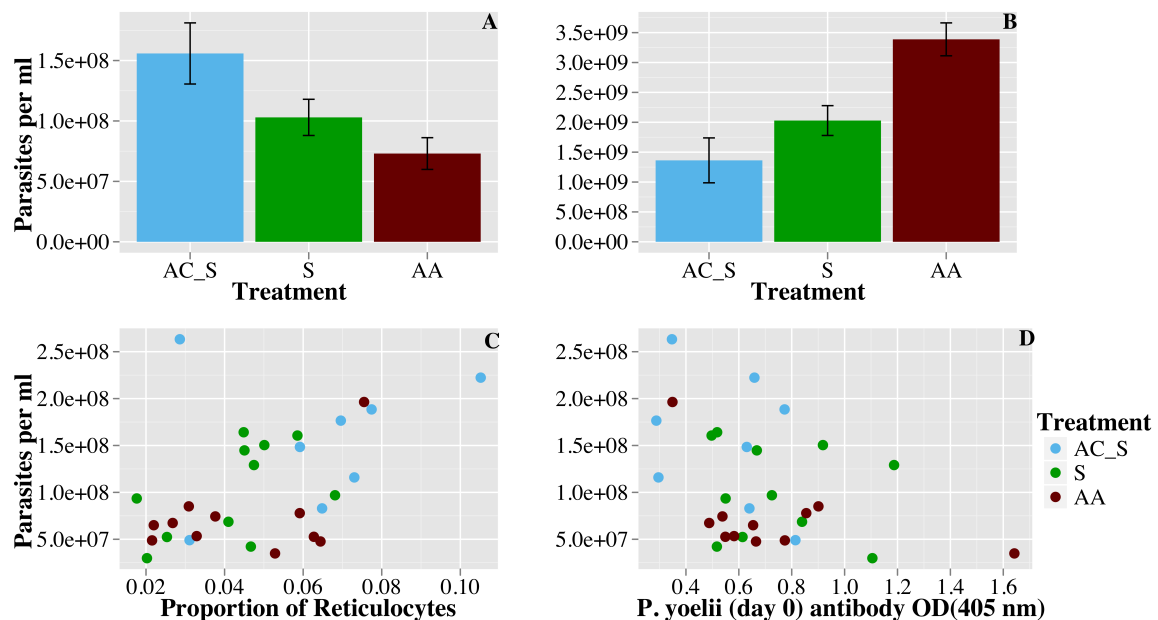 A
B
Parasites per ml
1.5e+08
1.0e+08
5.0e+07
0.0e+00
AC_S
S
AA
Treatment
3.5e+09
3.0e+09
2.5e+09
2.0e+09
1.5e+09
1.0e+09
5.0e+08
0.0e+00
AC_S
S
AA
Treatment
C
D
Parasites per ml
2.5e+08
2.0e+08
1.5e+08
1.0e+08
5.0e+07
0.02
0.04
0.06
0.08
0.10
Proportion of Reticulocytes
2.5e+08
2.0e+08
1.5e+08
1.0e+08
5.0e+07
0.4
0.6
0.8
1.0
1.2
1.4
1.6
P. yoelii (day 0) antibody OD(405 nm)
Treatment
AC_S
S
AA